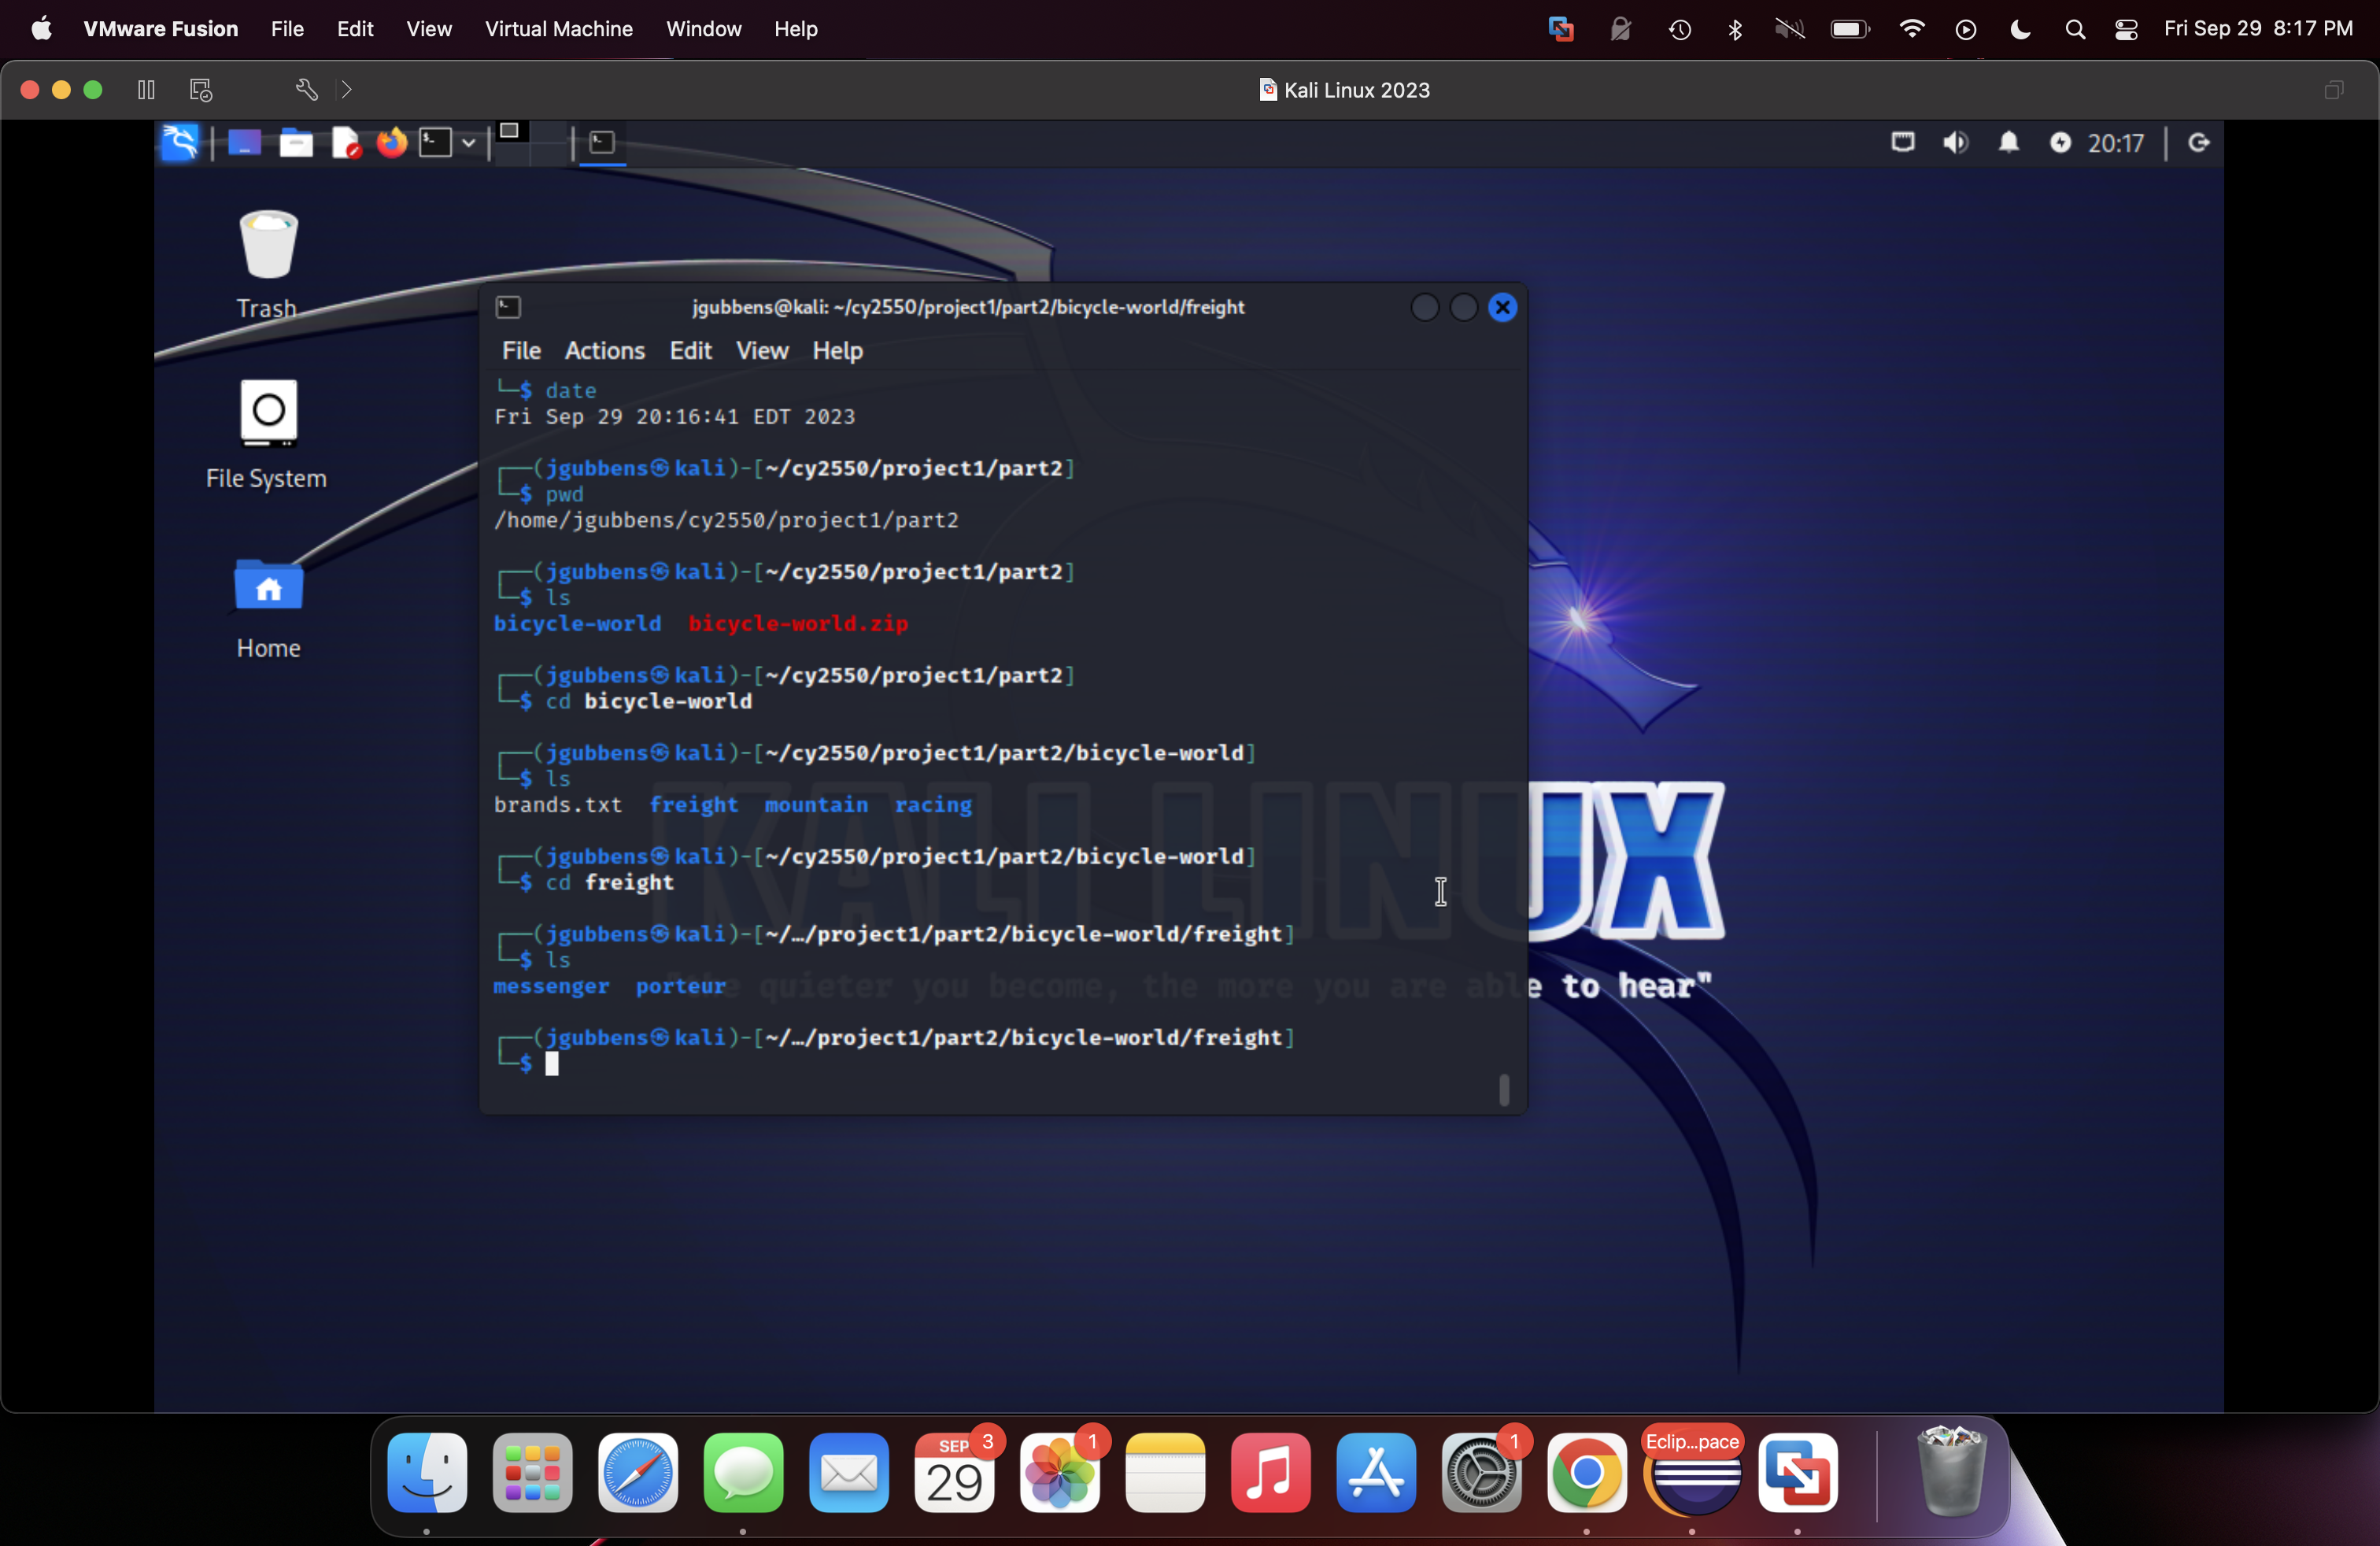 VMware Fusion File Edit View Virtual Machine Window Help Fri Sep 29 8:17 PM
Kali Linux 2023
20:17
Trash
File System
Home
jgubbens@kali: ~/cy2550/project1/part2/bicycle-world/freight
File Actions Edit View Help
└─$ date
Fri Sep 29 20:16:41 EDT 2023
┌──(jgubbens㉿kali)-[~/cy2550/project1/part2]
└─$ pwd
/home/jgubbens/cy2550/project1/part2
┌──(jgubbens㉿kali)-[~/cy2550/project1/part2]
└─$ ls
bicycle-world bicycle-world.zip
┌──(jgubbens㉿kali)-[~/cy2550/project1/part2]
└─$ cd bicycle-world
┌──(jgubbens㉿kali)-[~/cy2550/project1/part2/bicycle-world]
└─$ ls
brands.txt freight mountain racing
┌──(jgubbens㉿kali)-[~/cy2550/project1/part2/bicycle-world]
└─$ cd freight
┌──(jgubbens㉿kali)-[~/…/project1/part2/bicycle-world/freight]
└─$ ls
messenger porteur
┌──(jgubbens㉿kali)-[~/…/project1/part2/bicycle-world/freight]
└─$
KALI LINUX
"the quieter you become, the more you are able to hear"
SEP 3
29
1
1
Eclip...pace